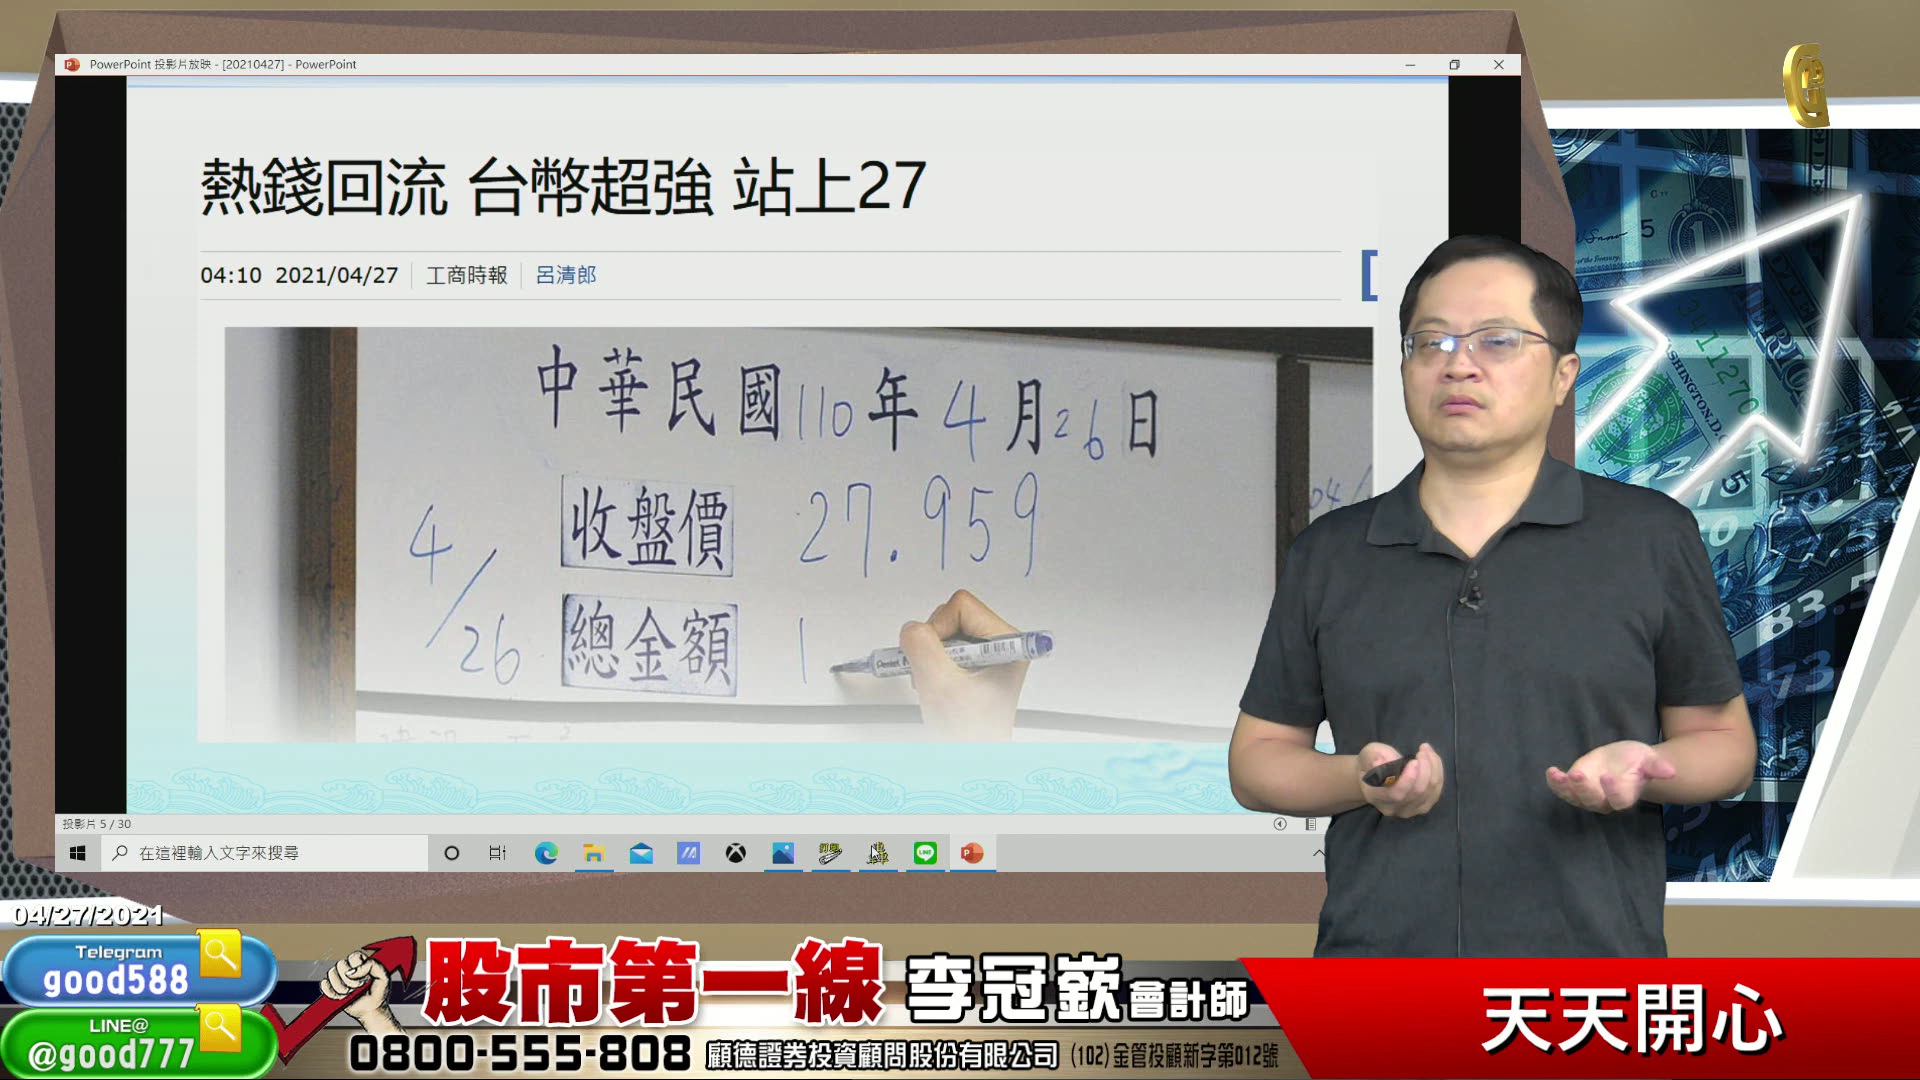 PowerPoint 投影片放映 - [20210427] - PowerPoint
熱錢回流 台幣超強 站上27
04:10 2021/04/27 工商時報 呂清郎
中華民國110年4月26日
4/26 收盤價 27.959
總金額 1
投影片 5 / 30
在這裡輸入文字來搜尋
04/27/2021
Telegram
good588
LINE@
@good777
股市第一線 李冠嶔 會計師
0800-555-808 顧德證券投資顧問股份有限公司 (102)金管投顧新字第012號
天天開心